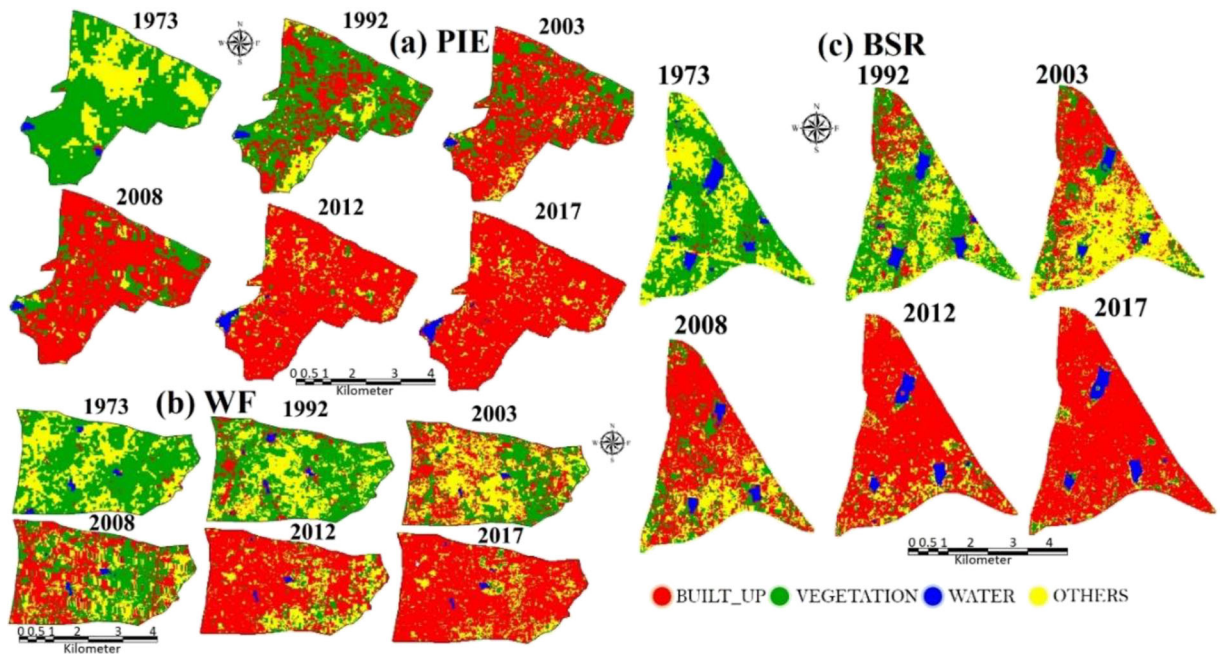 (a) PIE
1973
1992
2003
N
W
S
2008
2012
2017
0 0.5 1 2 3 4
Kilometer
(b) WF
1973
1992
2003
N
W
S
2008
2012
2017
0 0.5 1 2 3 4
Kilometer
(c) BSR
1973
1992
2003
N
W
S
2008
2012
2017
0 0.5 1 2 3 4
Kilometer
BUILT_UP VEGETATION WATER OTHERS